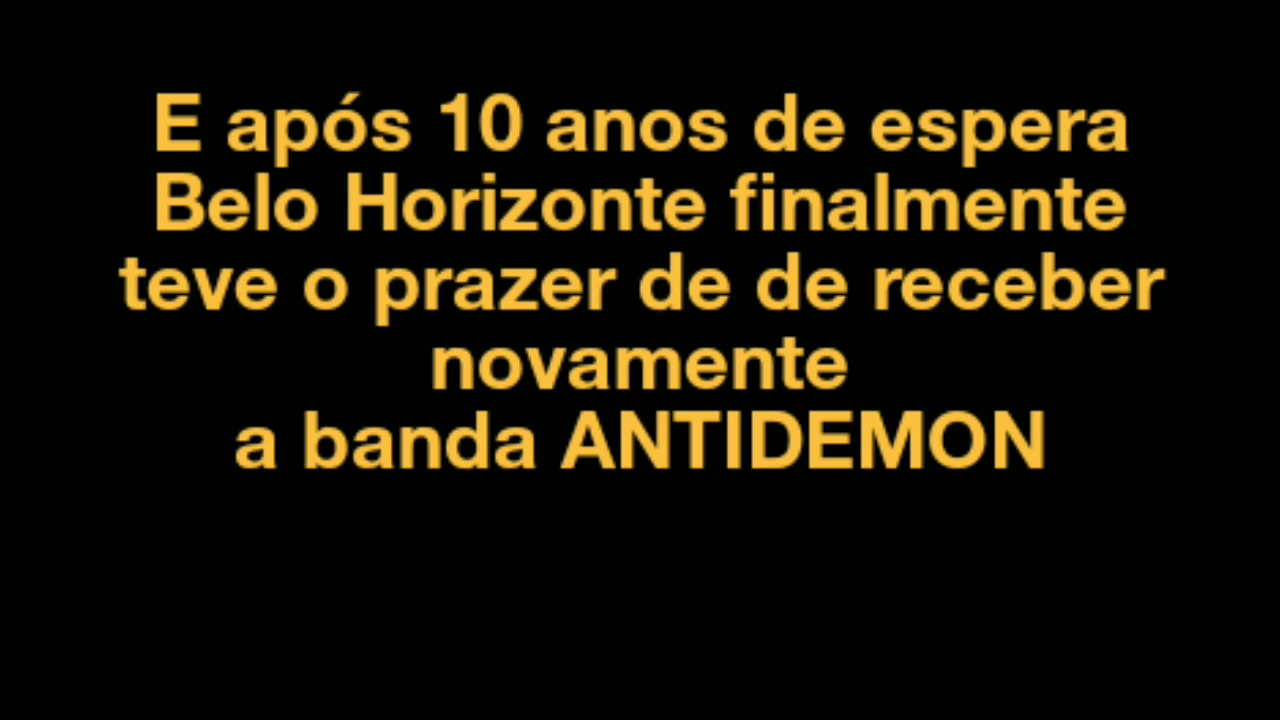 E após 10 anos de espera
Belo Horizonte finalmente
teve o prazer de de receber
novamente
a banda ANTIDEMON